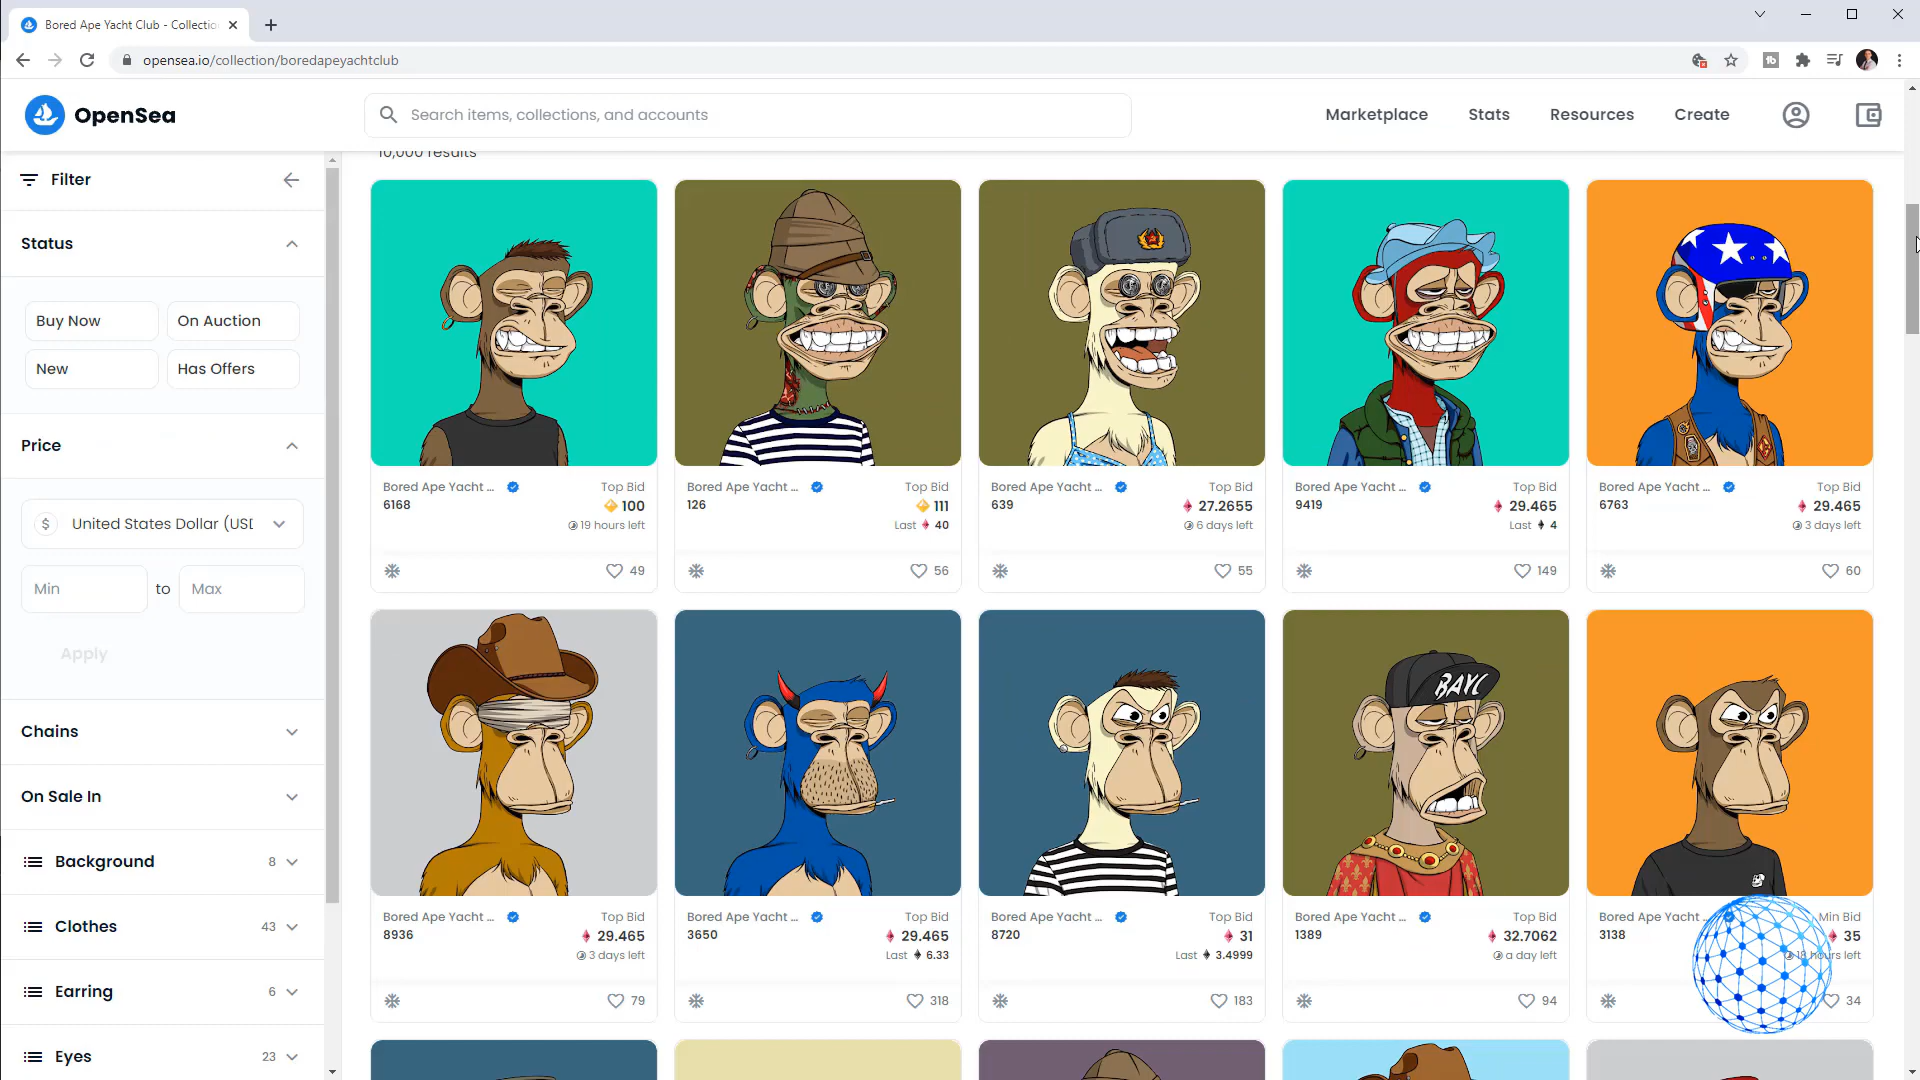 Bored Ape Yacht Club - Collectio
opensea.io/collection/boredapeyachtclub
OpenSea
Search items, collections, and accounts
Marketplace Stats Resources Create
10,000 results
Filter
Status
Buy Now On Auction
New Has Offers
Price
$ United States Dollar (USD
Min to Max
Apply
Chains
On Sale In
Background 8
Clothes 43
Earring 6
Eyes 23
Bored Ape Yacht ... Top Bid
6168 100
19 hours left
49
Bored Ape Yacht ... Top Bid
126 111
Last 40
56
Bored Ape Yacht ... Top Bid
639 27.2655
6 days left
55
Bored Ape Yacht ... Top Bid
9419 29.465
Last 4
149
Bored Ape Yacht ... Top Bid
6763 29.465
3 days left
60
BAYC
Bored Ape Yacht ... Top Bid
8936 29.465
3 days left
79
Bored Ape Yacht ... Top Bid
3650 29.465
Last 6.33
318
Bored Ape Yacht ... Top Bid
8720 31
Last 3.4999
183
Bored Ape Yacht ... Top Bid
1389 32.7062
a day left
94
Bored Ape Yacht ... Min Bid
3138 35
18 hours left
34